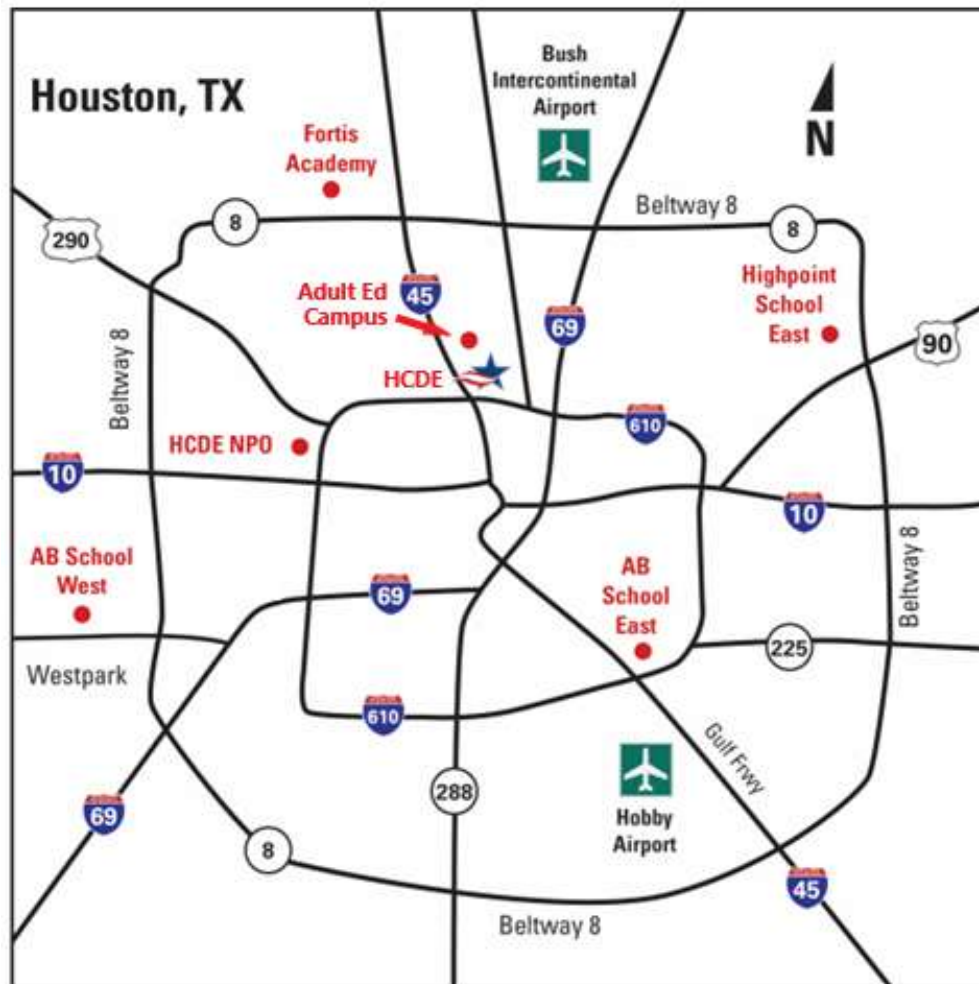 Houston, TX
Bush
Intercontinental
Airport
N
Fortis
Academy
Beltway 8
8
8
290
Highpoint
School
East
Adult Ed
Campus
45
69
90
Beltway 8
HCDE
610
HCDE NPO
10
10
AB School
West
69
AB
School
East
Beltway 8
225
Westpark
610
Gulf Frwy
288
69
Hobby
Airport
8
45
Beltway 8